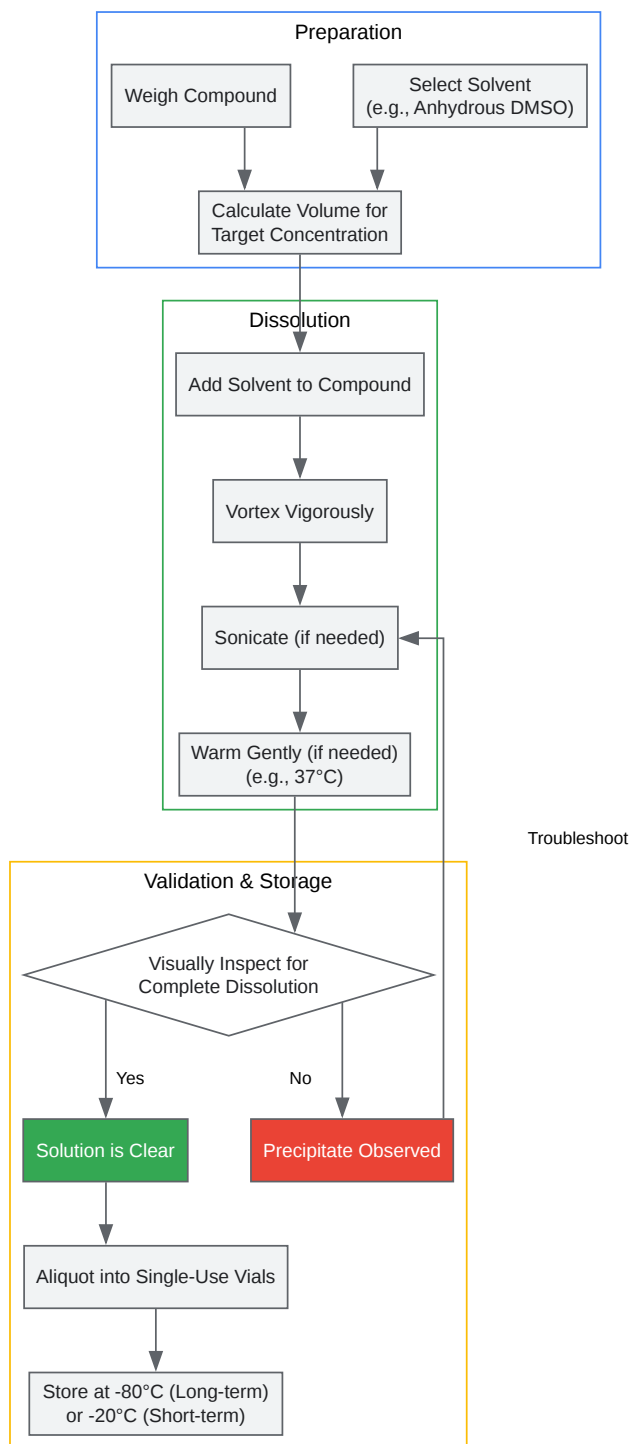 Preparation
Weigh Compound
Select Solvent
(e.g., Anhydrous DMSO)
Calculate Volume for
Target Concentration
Dissolution
Add Solvent to Compound
Vortex Vigorously
Sonicate (if needed)
Warm Gently (if needed)
(e.g., 37°C)
Troubleshoot
Validation & Storage
Visually Inspect for
Complete Dissolution
Yes
No
Solution is Clear
Precipitate Observed
Aliquot into Single-Use Vials
Store at -80°C (Long-term)
or -20°C (Short-term)